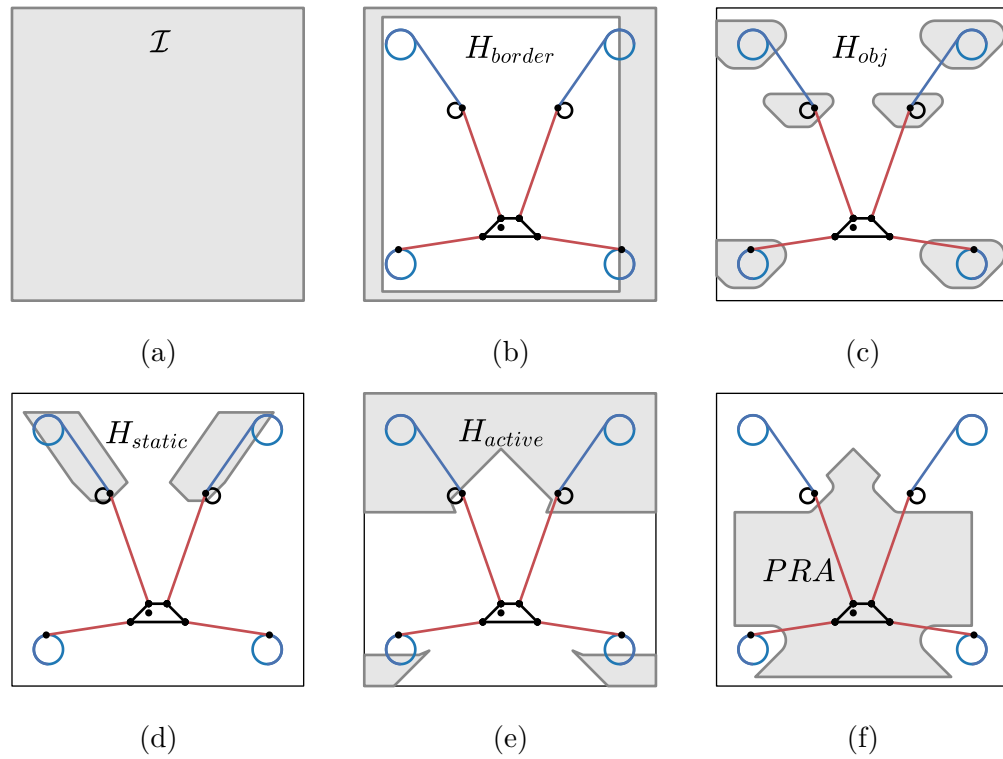 𝓘
H_border
H_obj
(a)
(b)
(c)
H_static
H_active
PRA
(d)
(e)
(f)